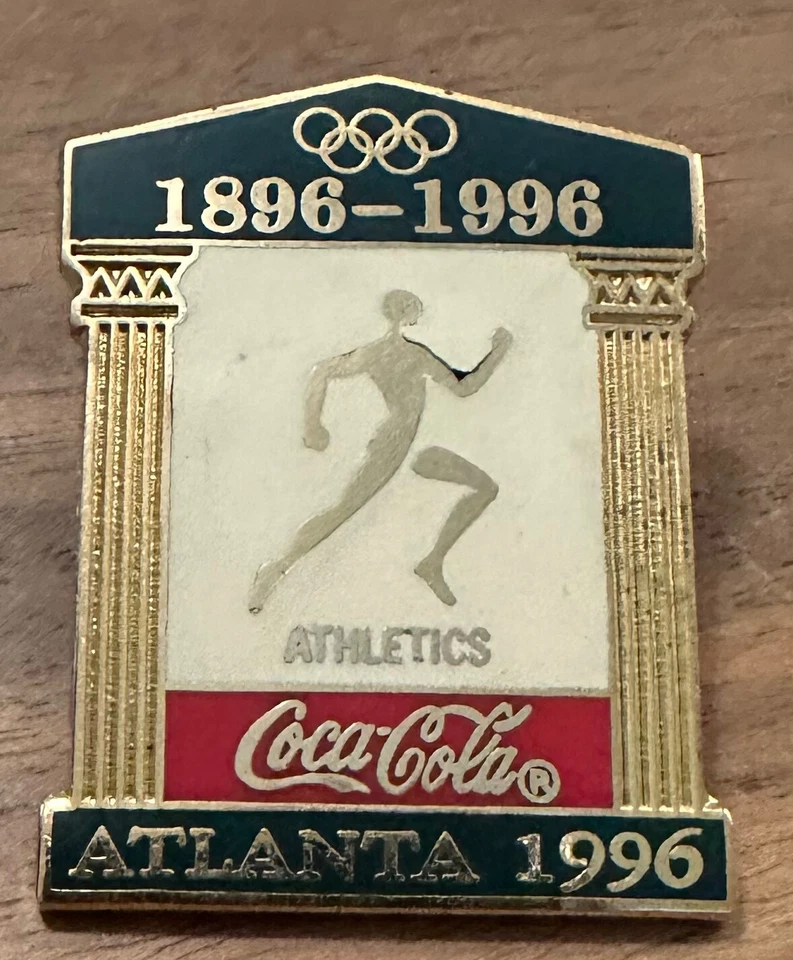 1896-1996
ATHLETICS
Coca-Cola®
ATLANTA 1996